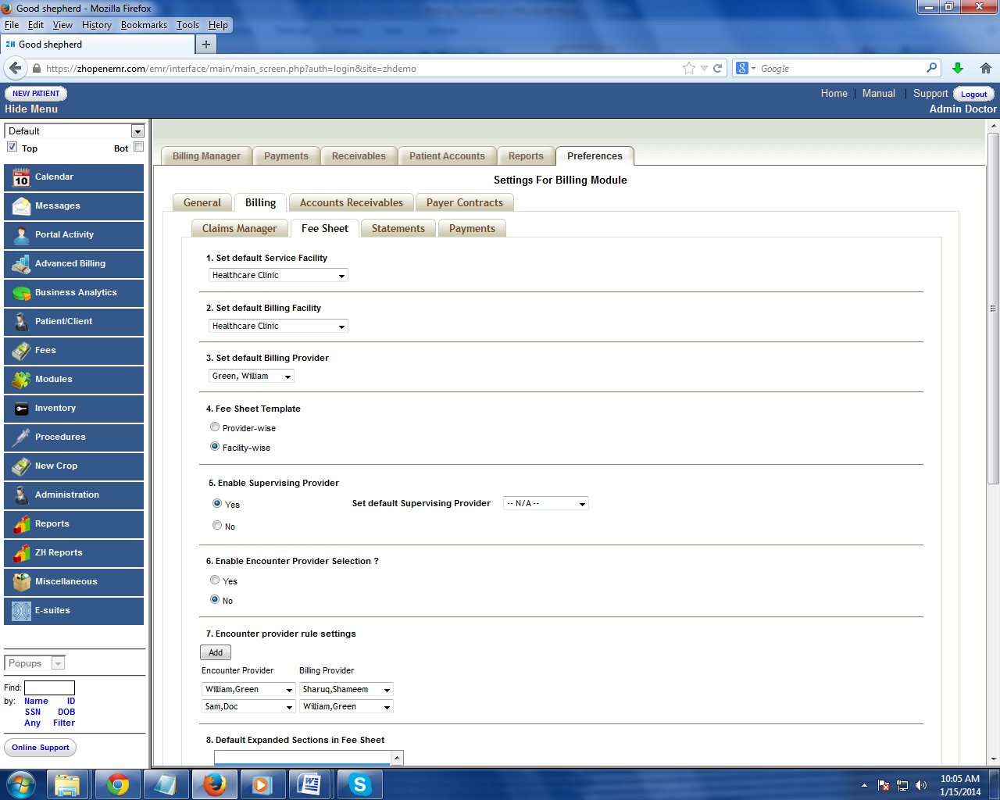 Good shepherd - Mozilla Firefox
File Edit View History Bookmarks Tools Help
ZH Good shepherd
https://zhopenemr.com/emr/interface/main/main_screen.php?auth=login&site=zhdemo
8 Google
NEW PATIENT
Home | Manual | Support Logout
Hide Menu
Admin Doctor
Default
Top Bot
Calendar
Messages
Portal Activity
Advanced Billing
Business Analytics
Patient/Client
Fees
Modules
Inventory
Procedures
New Crop
Administration
Reports
ZH Reports
Miscellaneous
E-suites
Popups
Find:
by: Name ID
SSN DOB
Any Filter
Online Support
Billing Manager Payments Receivables Patient Accounts Reports Preferences
Settings For Billing Module
General Billing Accounts Receivables Payer Contracts
Claims Manager Fee Sheet Statements Payments
1. Set default Service Facility
Healthcare Clinic
2. Set default Billing Facility
Healthcare Clinic
3. Set default Billing Provider
Green, William
4. Fee Sheet Template
Provider-wise
Facility-wise
5. Enable Supervising Provider
Yes Set default Supervising Provider -- N/A --
No
6. Enable Encounter Provider Selection ?
Yes
No
7. Encounter provider rule settings
Add
Encounter Provider Billing Provider
William,Green Sharuq,Shameem
Sam,Doc William,Green
8. Default Expanded Sections in Fee Sheet
10:05 AM
1/15/2014